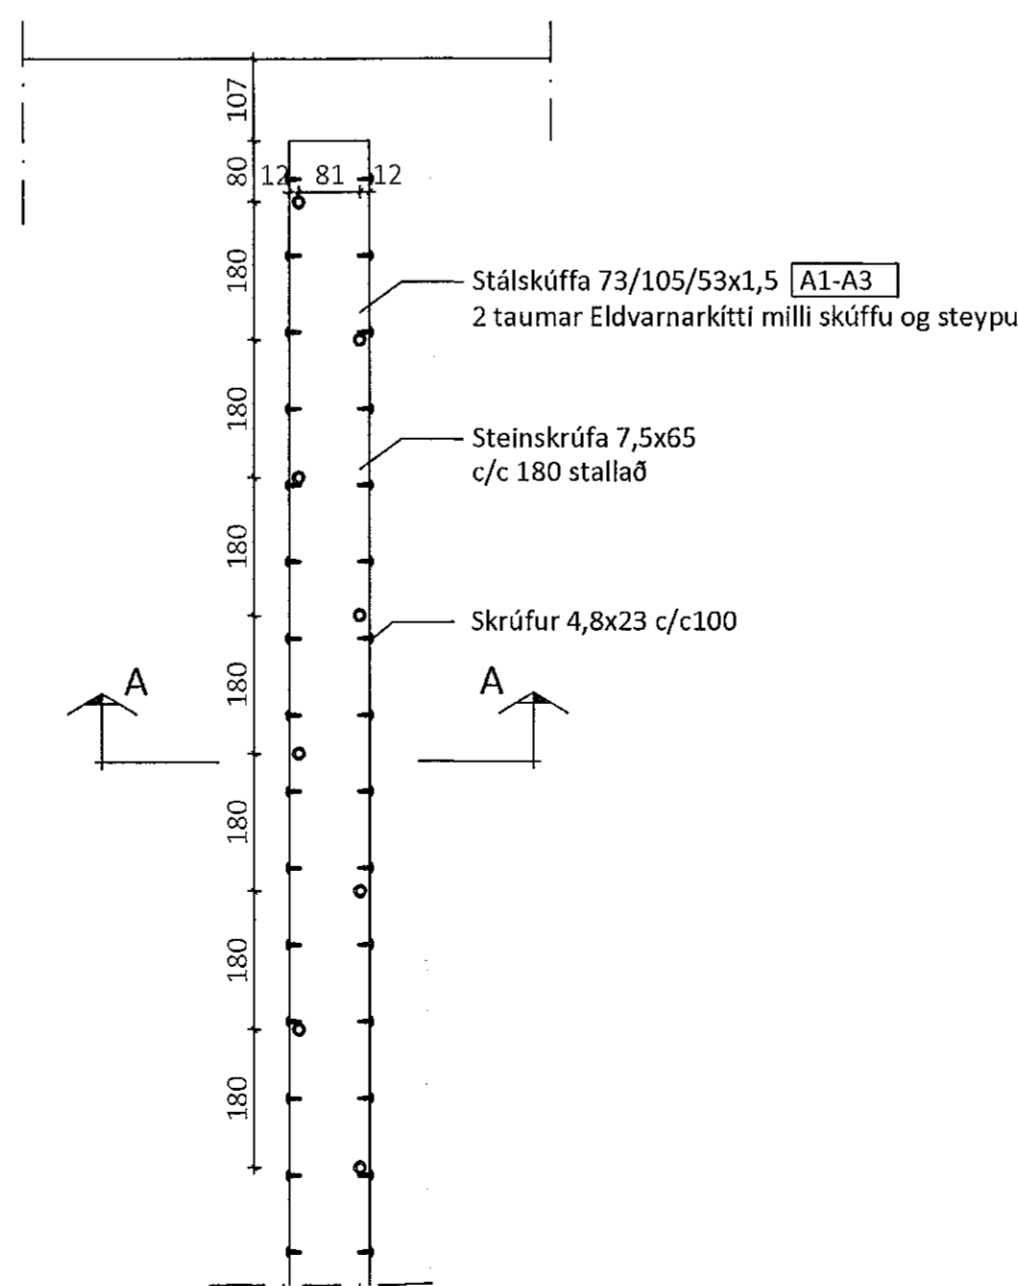 107
80
12 81 12
180
Stálskúffa 73/105/53x1,5 A1-A3
2 taumar Eldvarnarkítti milli skúffu og steypu
180
Steinskrúfa 7,5x65
c/c 180 stallað
180
Skrúfur 4,8x23 c/c100
180
A A
180
180
180